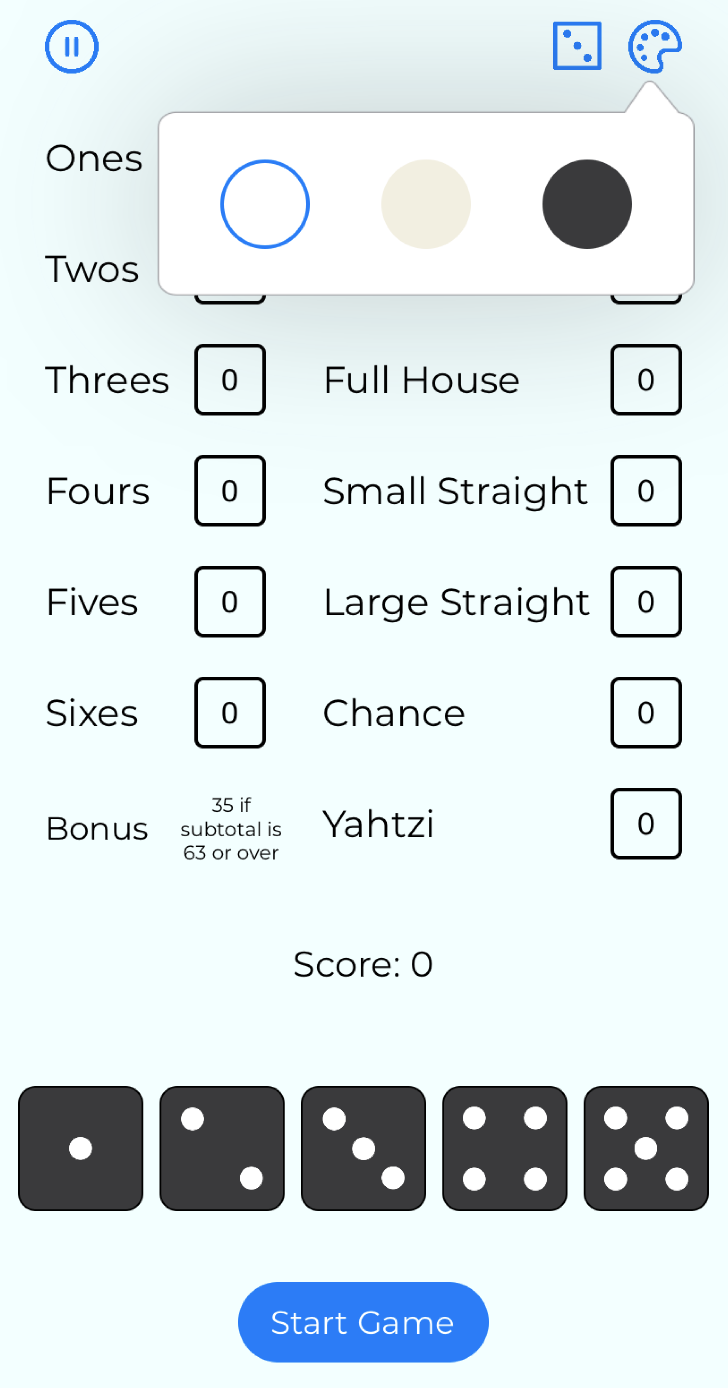 Ones
Twos
Threes 0 Full House 0
Fours 0 Small Straight 0
Fives 0 Large Straight 0
Sixes 0 Chance 0
Bonus 35 if
subtotal is
63 or over
Yahtzi 0
Score: 0
Start Game